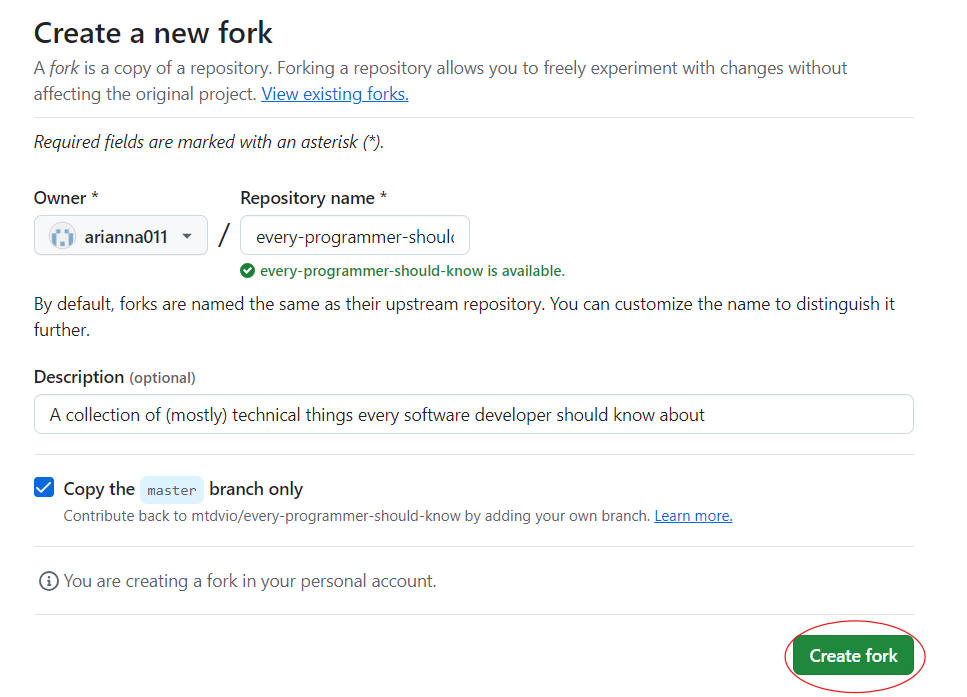 Create a new fork
A fork is a copy of a repository. Forking a repository allows you to freely experiment with changes without
affecting the original project. View existing forks.
Required fields are marked with an asterisk (*).
Owner * Repository name *
arianna011 / every-programmer-should
every-programmer-should-know is available.
By default, forks are named the same as their upstream repository. You can customize the name to distinguish it
further.
Description (optional)
A collection of (mostly) technical things every software developer should know about
Copy the master branch only
Contribute back to mtdvio/every-programmer-should-know by adding your own branch. Learn more.
You are creating a fork in your personal account.
Create fork